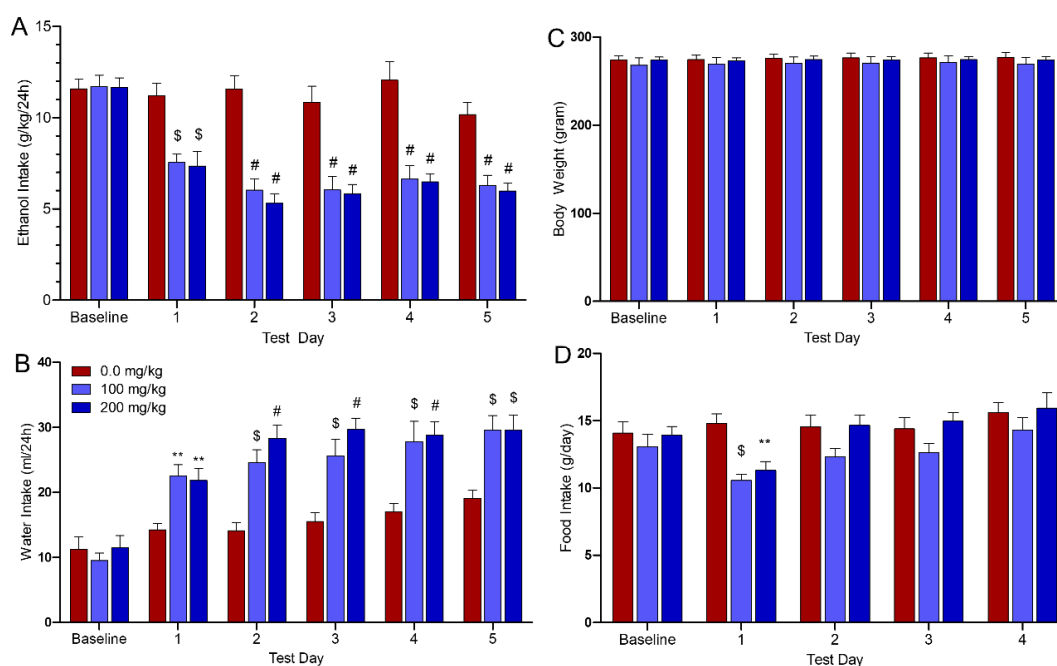 A
Ethanol Intake (g/kg/24h)
15
10
5
0
$ $
# #
# #
# #
# #
Baseline 1 2 3 4 5
Test Day
B
Water Intake (ml/24h)
40
30
20
10
0
0.0 mg/kg
100 mg/kg
200 mg/kg
** **
$ #
$ #
$ #
$ $
Baseline 1 2 3 4 5
Test Day
C
Body Weight (gram)
300
200
100
0
Baseline 1 2 3 4 5
Test Day
D
Food Intake (g/day)
20
15
10
5
0
$ **
Baseline 1 2 3 4
Test Day